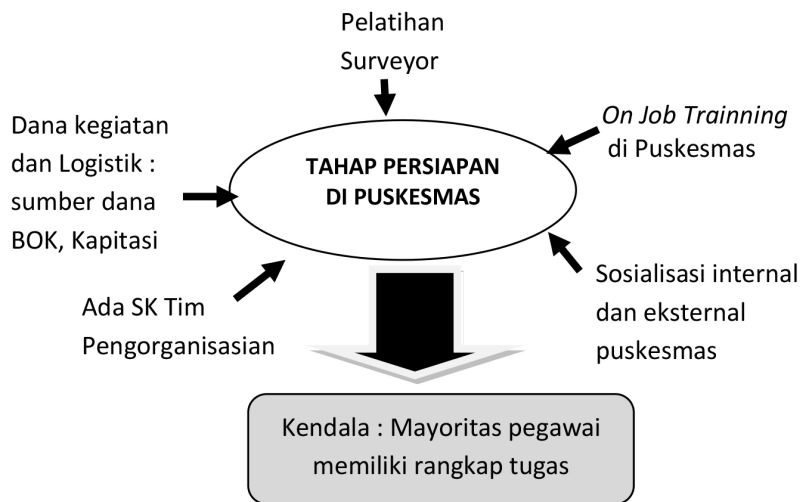 Pelatihan
Surveyor
On Job Trainning
di Puskesmas
Dana kegiatan
dan Logistik :
sumber dana
BOK, Kapitasi
TAHAP PERSIAPAN
DI PUSKESMAS
Ada SK Tim
Pengorganisasian
Sosialisasi internal
dan eksternal
puskesmas
Kendala : Mayoritas pegawai
memiliki rangkap tugas